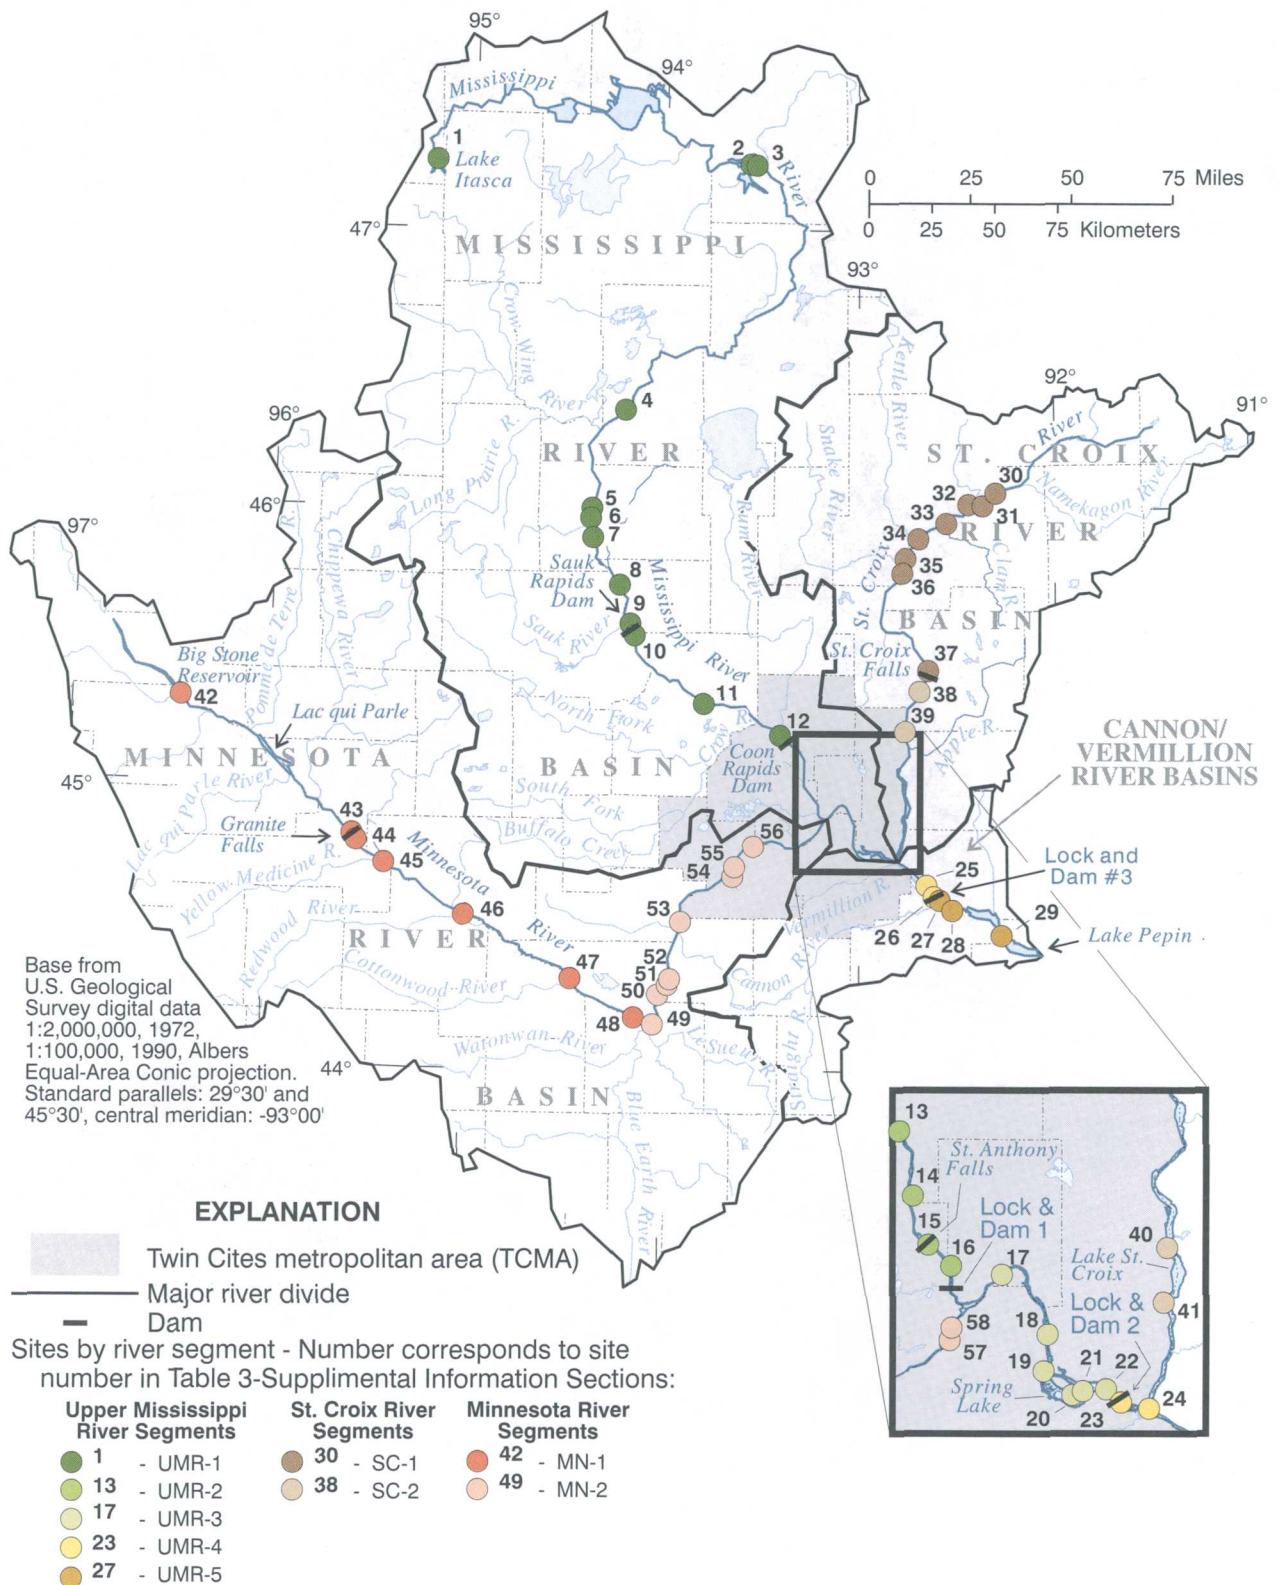 95°
94°
Mississippi
1
Lake
Itasca
2
3
River
0 25 50 75 Miles
0 25 50 75 Kilometers
47°
MISSISSIPPI
93°
Crow Wing
River
Kettle River
92°
91°
4
96°
Long Prairie R.
RIVER
Snake River
ST. CROIX
River
30
Namekagon River
32
31
33
RIVER
34
35
36
46°
97°
5
6
7
Pomme de Terre R.
Chippewa River
Rum River
St. Croix
Clam R.
Sauk
Rapids
Dam
8
9
Mississippi River
Sauk River
10
BASIN
St. Croix
Falls
37
38
Big Stone
Reservoir
42
Lac qui Parle
11
North Fork
Crow R.
12
39
Apple R.
CANNON/
VERMILLION
RIVER BASINS
MINNESOTA
BASIN
Coon
Rapids
Dam
45°
Lac qui Parle River
South Fork
Buffalo Creek
43
Granite
Falls
44
45
Yellow Medicine R.
Minnesota
56
55
54
25
Lock and
Dam #3
46
Redwood River
RIVER
River
53
Vermillion R.
26
27
28
29
Lake Pepin
Cannon River
Cottonwood River
47
52
51
50
48
49
Base from
U.S. Geological
Survey digital data
1:2,000,000, 1972,
1:100,000, 1990, Albers
Equal-Area Conic projection.
Standard parallels: 29°30' and
45°30', central meridian: -93°00'
44°
Watonwan River
Le Sueur R.
Straight R.
BASIN
Blue Earth
River
13
St. Anthony
Falls
14
15
Lock &
Dam 1
16
17
40
Lake St.
Croix
58
57
18
Lock &
Dam 2
41
19
21
22
Spring
Lake
20
23
24
EXPLANATION
Twin Cites metropolitan area (TCMA)
Major river divide
Dam
Sites by river segment - Number corresponds to site
number in Table 3-Supplimental Information Sections:
Upper Mississippi
River Segments
1 - UMR-1
13 - UMR-2
17 - UMR-3
23 - UMR-4
27 - UMR-5
St. Croix River
Segments
30 - SC-1
38 - SC-2
Minnesota River
Segments
42 - MN-1
49 - MN-2